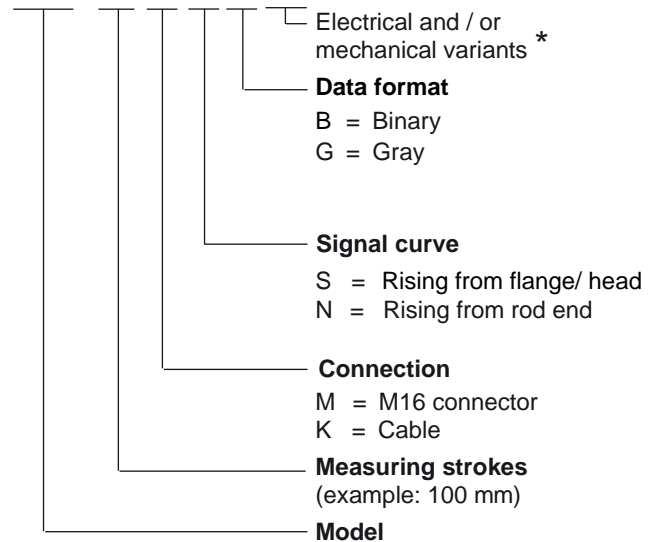 Electrical and / or
mechanical variants *
Data format
B = Binary
G = Gray
Signal curve
S = Rising from flange/ head
N = Rising from rod end
Connection
M = M16 connector
K = Cable
Measuring strokes
(example: 100 mm)
Model